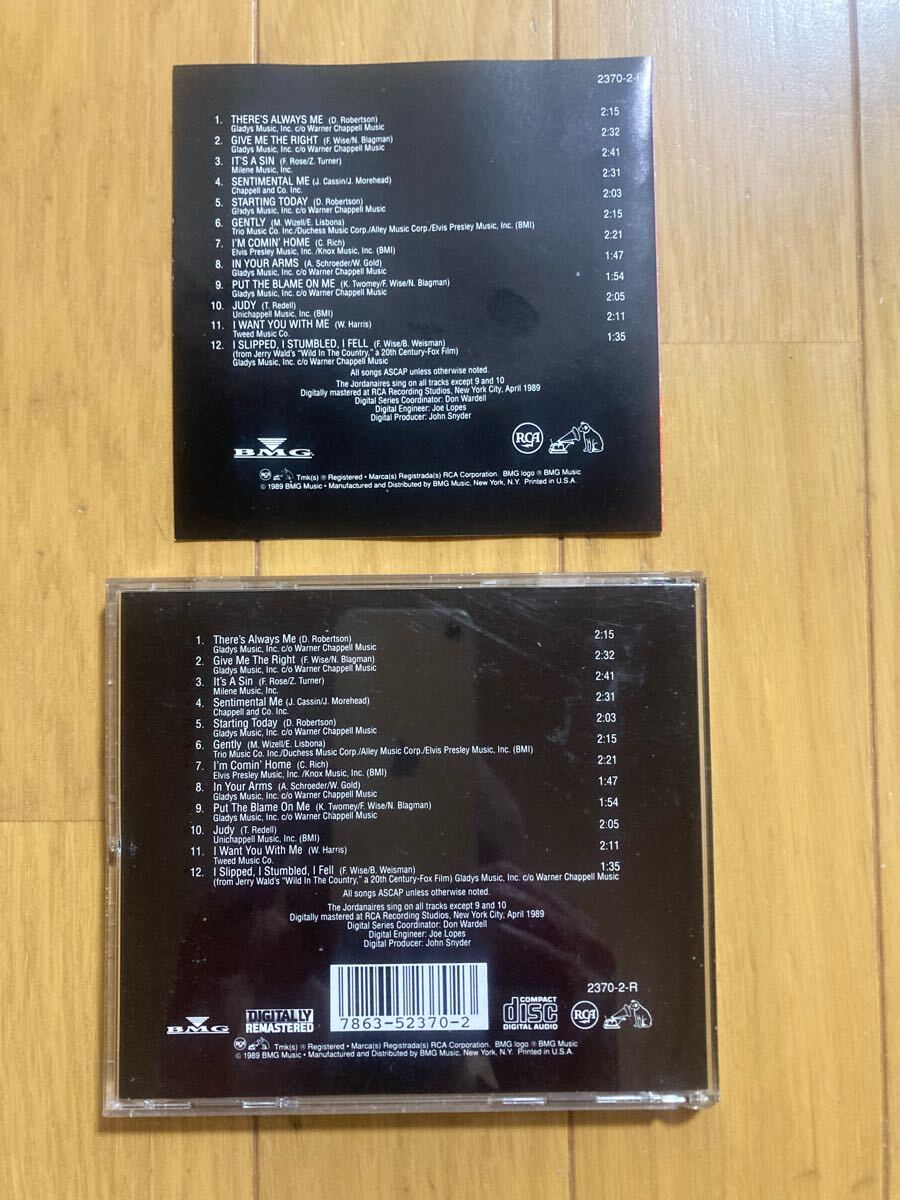 2370-2-R
1. THERE'S ALWAYS ME (D. Robertson) 2:15
Gladys Music, Inc. c/o Warner Chappell Music
2. GIVE ME THE RIGHT (F. Wise/N. Blagman) 2:32
Gladys Music, Inc. c/o Warner Chappell Music
3. IT'S A SIN (F. Rose/Z. Turner) 2:41
Milene Music, Inc.
4. SENTIMENTAL ME (J. Cassin/J. Morehead) 2:31
Chappell and Co. Inc.
5. STARTING TODAY (D. Robertson) 2:03
Gladys Music, Inc. c/o Warner Chappell Music
6. GENTLY (M. Wizell/E. Lisbona) 2:15
Trio Music Co. Inc./Duchess Music Corp./Alley Music Corp./Elvis Presley Music, Inc. (BMI)
7. I'M COMIN' HOME (C. Rich) 2:21
Elvis Presley Music, Inc. /Knox Music, Inc. (BMI)
8. IN YOUR ARMS (A. Schroeder/W. Gold) 1:47
Gladys Music, Inc. c/o Warner Chappell Music
9. PUT THE BLAME ON ME (K. Twomey/F. Wise/N. Blagman) 1:54
Gladys Music, Inc. c/o Warner Chappell Music
10. JUDY (T. Redell) 2:05
Unichappell Music, Inc. (BMI)
11. I WANT YOU WITH ME (W. Harris) 2:11
Tweed Music Co.
12. I SLIPPED, I STUMBLED, I FELL (F. Wise/B. Weisman) 1:35
(from Jerry Wald's "Wild In The Country," a 20th Century-Fox Film)
Gladys Music, Inc. c/o Warner Chappell Music
All songs ASCAP unless otherwise noted.
The Jordanaires sing on all tracks except 9 and 10
Digitally mastered at RCA Recording Studios, New York City, April 1989
Digital Series Coordinator: Don Wardell
Digital Engineer: Joe Lopes
Digital Producer: John Snyder
BMG RCA
RCA Tmk(s) ® Registered • Marca(s) Registrada(s) RCA Corporation. BMG logo ® BMG Music
© 1989 BMG Music • Manufactured and Distributed by BMG Music, New York, N.Y. Printed in U.S.A.
1. There's Always Me (D. Robertson) 2:15
Gladys Music, Inc. c/o Warner Chappell Music
2. Give Me The Right (F. Wise/N. Blagman) 2:32
Gladys Music, Inc. c/o Warner Chappell Music
3. It's A Sin (F. Rose/Z. Turner) 2:41
Milene Music, Inc.
4. Sentimental Me (J. Cassin/J. Morehead) 2:31
Chappell and Co. Inc.
5. Starting Today (D. Robertson) 2:03
Gladys Music, Inc. c/o Warner Chappell Music
6. Gently (M. Wizell/E. Lisbona) 2:15
Trio Music Co. Inc./Duchess Music Corp./Alley Music Corp./Elvis Presley Music, Inc. (BMI)
7. I'm Comin' Home (C. Rich) 2:21
Elvis Presley Music, Inc. /Knox Music, Inc. (BMI)
8. In Your Arms (A. Schroeder/W. Gold) 1:47
Gladys Music, Inc. c/o Warner Chappell Music
9. Put The Blame On Me (K. Twomey/F. Wise/N. Blagman) 1:54
Gladys Music, Inc. c/o Warner Chappell Music
10. Judy (T. Redell) 2:05
Unichappell Music, Inc. (BMI)
11. I Want You With Me (W. Harris) 2:11
Tweed Music Co.
12. I Slipped, I Stumbled, I Fell (F. Wise/B. Weisman) 1:35
(from Jerry Wald's "Wild In The Country," a 20th Century-Fox Film) Gladys Music, Inc. c/o Warner Chappell Music
All songs ASCAP unless otherwise noted.
The Jordanaires sing on all tracks except 9 and 10
Digitally mastered at RCA Recording Studios, New York City, April 1989
Digital Series Coordinator: Don Wardell
Digital Engineer: Joe Lopes
Digital Producer: John Snyder
2370-2-R
BMG DIGITALLY REMASTERED 7863-52370-2 COMPACT disc DIGITAL AUDIO RCA
RCA Tmk(s) ® Registered • Marca(s) Registrada(s) RCA Corporation. BMG logo ® BMG Music
© 1989 BMG Music • Manufactured and Distributed by BMG Music, New York, N.Y. Printed in U.S.A.